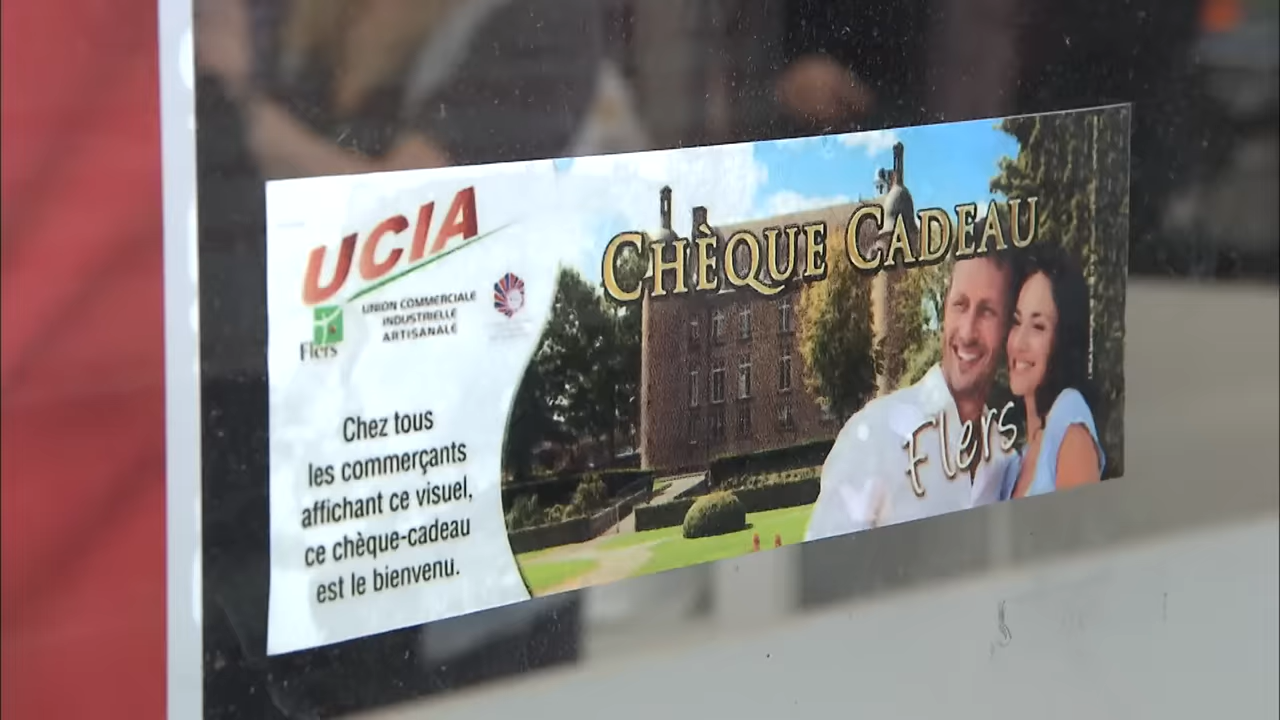 UCIA
UNION COMMERCIALE
INDUSTRIELLE
ARTISANALE
Flers
Chez tous
les commerçants
affichant ce visuel,
ce chèque-cadeau
est le bienvenu.
CHÈQUE CADEAU
Flers